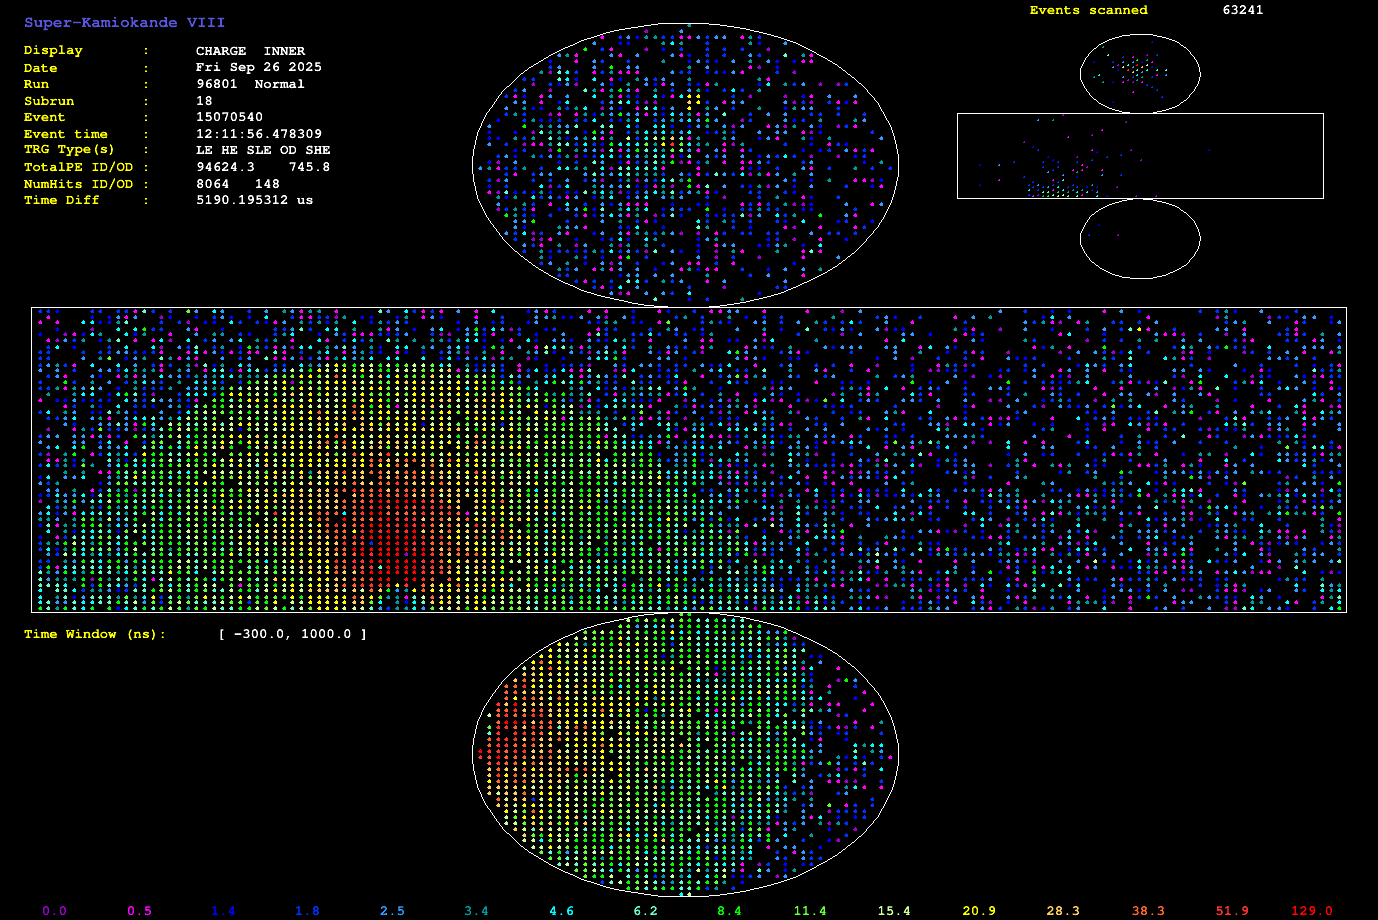 Super-Kamiokande VIII
Events scanned 63241
Display : CHARGE INNER
Date : Fri Sep 26 2025
Run : 96801 Normal
Subrun : 18
Event : 15070540
Event time : 12:11:56.478309
TRG Type(s) : LE HE SLE OD SHE
TotalPE ID/OD : 94624.3 745.8
NumHits ID/OD : 8064 148
Time Diff : 5190.195312 us
Time Window (ns): [ -300.0, 1000.0 ]
0.0 0.5 1.4 1.8 2.5 3.4 4.6 6.2 8.4 11.4 15.4 20.9 28.3 38.3 51.9 129.0